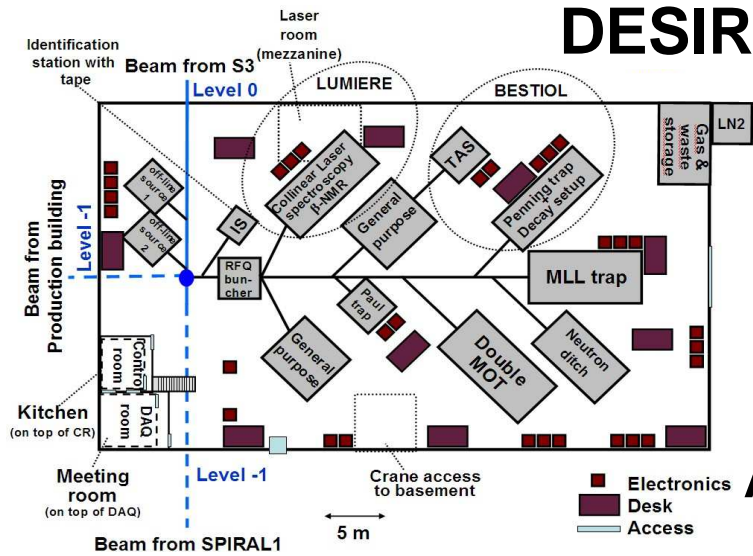 DESIR
Laser
room
(mezzanine)
Identification
station with
tape
Beam from S3
Level 0
LUMIERE
BESTIOL
Gas &
waste
storage
LN2
off-line
source
1
off-line
source
2
IS
Collinear Laser
spectroscopy
β-NMR
General
purpose
TAS
Penning trap
+
Decay setup
Beam from
Production building
Level -1
RFQ
bun-
cher
MLL trap
Paul
trap
General
purpose
Double
MOT
Neutron
ditch
Contro
room
DAQ
room
Kitchen
(on top of CR)
Meeting
room
(on top of DAQ)
Level -1
Crane access
to basement
Electronics
Desk
Access
5 m
Beam from SPIRAL1